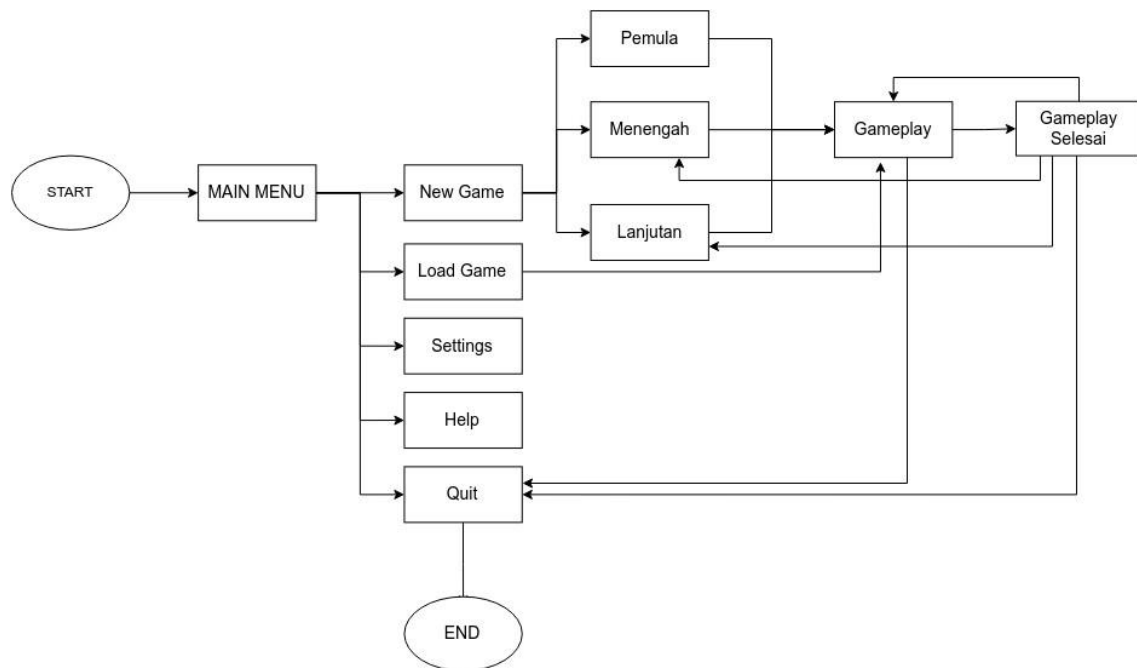 Pemula
Menengah
Gameplay
Gameplay
Selesai
START
MAIN MENU
New Game
Lanjutan
Load Game
Settings
Help
Quit
END